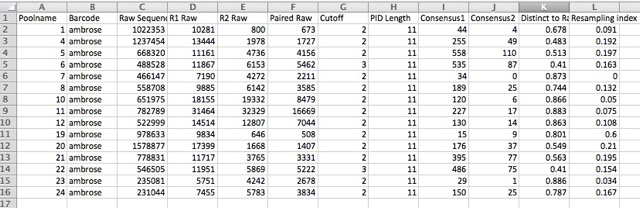 A B C D E F G H I J K L
1 Poolname Barcode Raw Sequenc R1 Raw R2 Raw Paired Raw Cutoff PID Length Consensus1 Consensus2 Distinct to Ra Resampling index
2 1 ambrose 1022353 10281 800 673 2 11 44 4 0.678 0.091
3 4 ambrose 1237454 13444 1978 1727 2 11 255 49 0.483 0.192
4 5 ambrose 668320 11161 4736 4156 2 11 558 110 0.513 0.197
5 6 ambrose 488528 11867 6153 5462 3 11 535 87 0.41 0.163
6 7 ambrose 466147 7190 4272 2211 2 11 34 0 0.873 0
7 8 ambrose 558708 9885 6142 3585 2 11 189 25 0.744 0.132
8 10 ambrose 651975 18155 19332 8479 2 11 120 6 0.866 0.05
9 11 ambrose 782789 31464 32329 16669 2 11 227 17 0.883 0.075
10 12 ambrose 522999 14514 12807 7044 2 11 130 14 0.863 0.108
11 19 ambrose 978633 9834 646 508 2 11 15 9 0.801 0.6
12 20 ambrose 1578877 17399 1668 1407 2 11 176 37 0.549 0.21
13 21 ambrose 778831 11717 3765 3331 2 11 395 77 0.563 0.195
14 22 ambrose 546505 11951 5869 5222 3 11 486 75 0.41 0.154
15 23 ambrose 235081 5751 4242 2678 2 11 29 1 0.886 0.034
16 24 ambrose 231044 7455 5783 3834 2 11 150 25 0.787 0.167
17